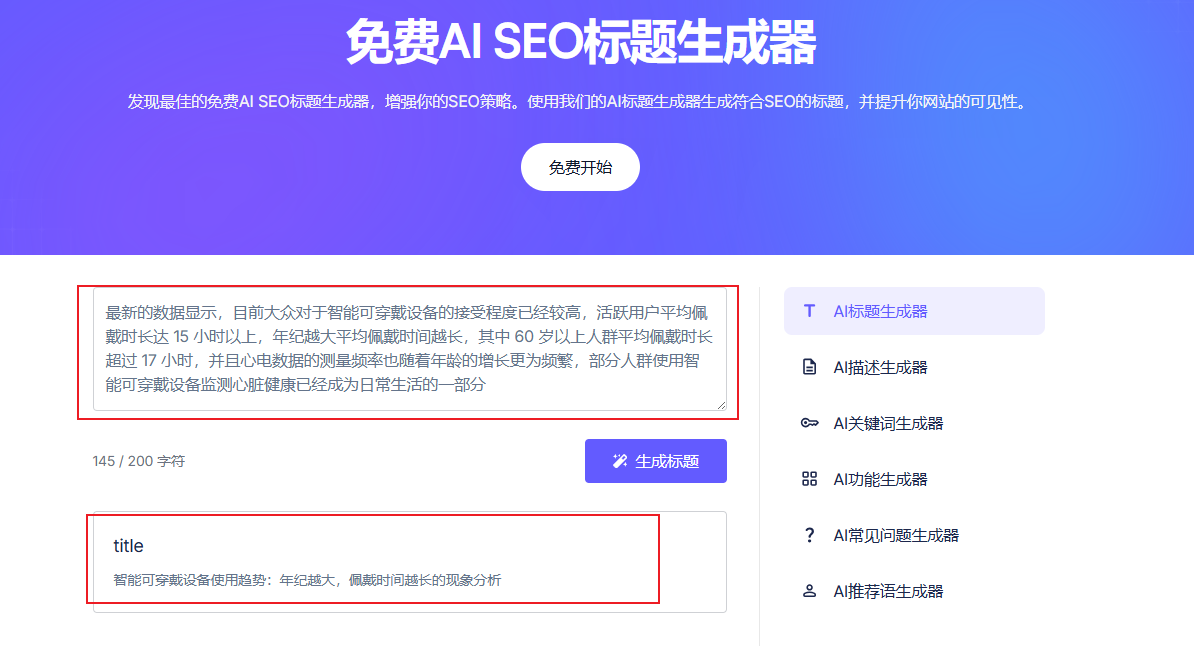 免费AI SEO标题生成器
发现最佳的免费AI SEO标题生成器，增强你的SEO策略。使用我们的AI标题生成器生成符合SEO的标题，并提升你网站的可见性。
免费开始
最新的数据显示，目前大众对于智能可穿戴设备的接受程度已经较高，活跃用户平均佩
戴时长达 15 小时以上，年纪越大平均佩戴时间越长，其中 60 岁以上人群平均佩戴时长
超过 17 小时，并且心电数据的测量频率也随着年龄的增长更为频繁，部分人群使用智
能可穿戴设备监测心脏健康已经成为日常生活的一部分
145 / 200 字符
生成标题
title
智能可穿戴设备使用趋势：年纪越大，佩戴时间越长的现象分析
AI标题生成器
AI描述生成器
AI关键词生成器
AI功能生成器
AI常见问题生成器
AI推荐语生成器